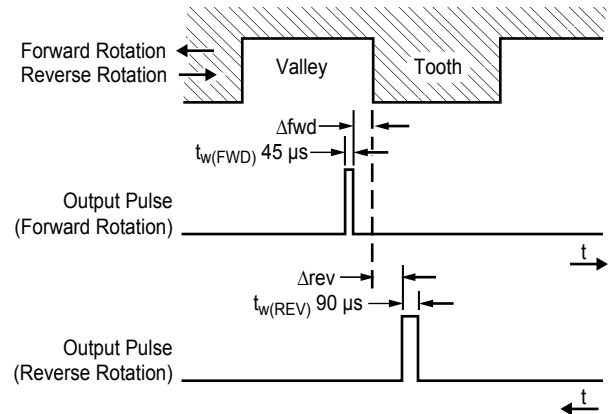 Forward Rotation
Reverse Rotation
Valley
Tooth
Δfwd
tw(FWD) 45 µs
Output Pulse
(Forward Rotation)
t
Δrev
tw(REV) 90 µs
Output Pulse
(Reverse Rotation)
t